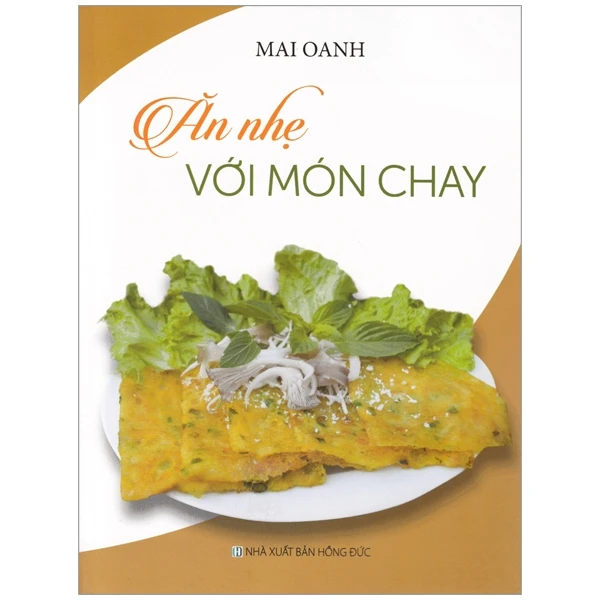 MAI OANH
Ăn nhẹ
VỚI MÓN CHAY
NHÀ XUẤT BẢN HỒNG ĐỨC